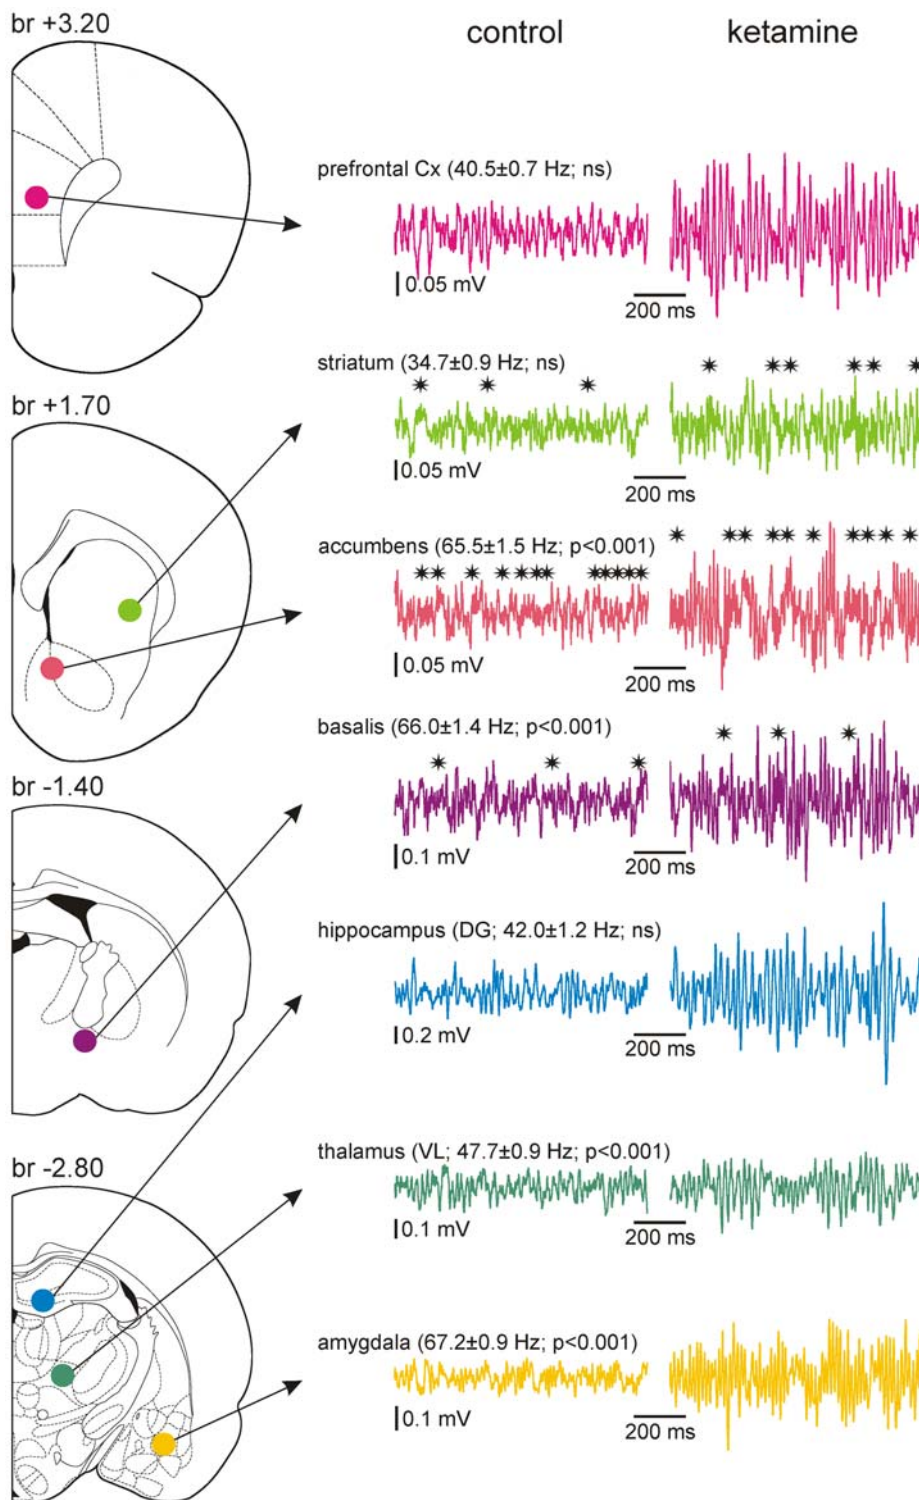 br +3.20
control
ketamine
prefrontal Cx (40.5±0.7 Hz; ns)
0.05 mV
200 ms
striatum (34.7±0.9 Hz; ns)
br +1.70
0.05 mV
200 ms
accumbens (65.5±1.5 Hz; p<0.001)
0.05 mV
200 ms
basalis (66.0±1.4 Hz; p<0.001)
br -1.40
0.1 mV
200 ms
hippocampus (DG; 42.0±1.2 Hz; ns)
0.2 mV
200 ms
thalamus (VL; 47.7±0.9 Hz; p<0.001)
br -2.80
0.1 mV
200 ms
amygdala (67.2±0.9 Hz; p<0.001)
0.1 mV
200 ms